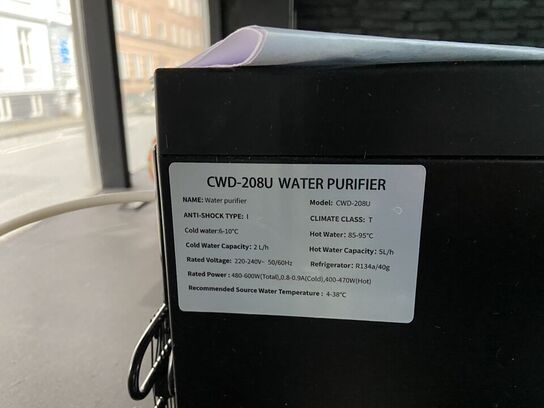 CWD-208U WATER PURIFIER
NAME: Water purifier Model: CWD-208U
ANTI-SHOCK TYPE: I CLIMATE CLASS: T
Cold water:6-10℃ Hot Water: 85-95℃
Cold Water Capacity: 2 L/h Hot Water Capacity: 5L/h
Rated Voltage: 220-240V~ 50/60Hz Refrigerator: R134a/40g
Rated Power : 480-600W(Total),0.8-0.9A(Cold),400-470W(Hot)
Recommended Source Water Temperature : 4-38℃